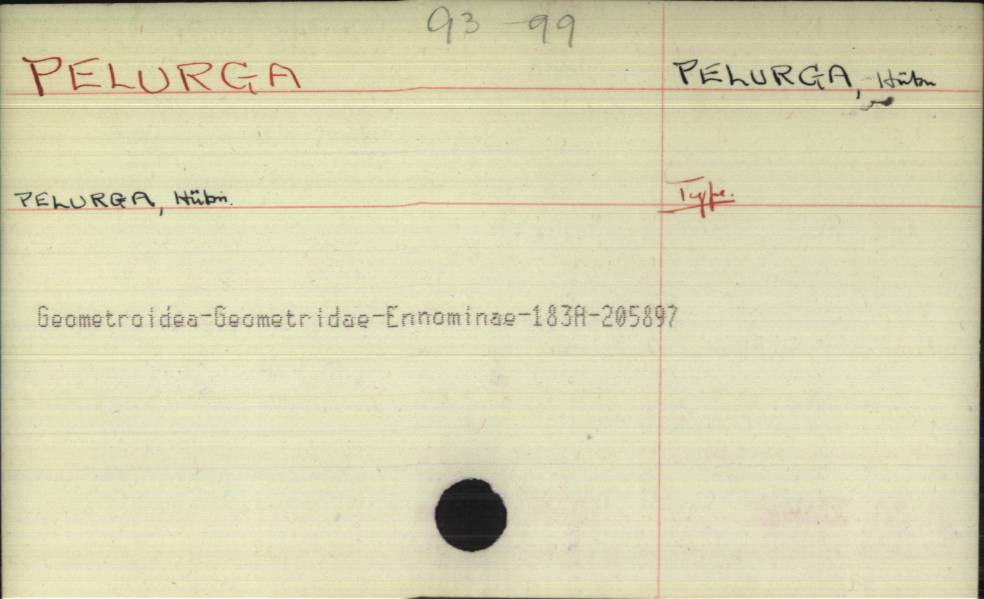 93-99
PELURGA
PELURGA, Hübn
PELURGA, Hübn.
Type.
Geometroidea-Geometridae-Ennominae-183A-205897